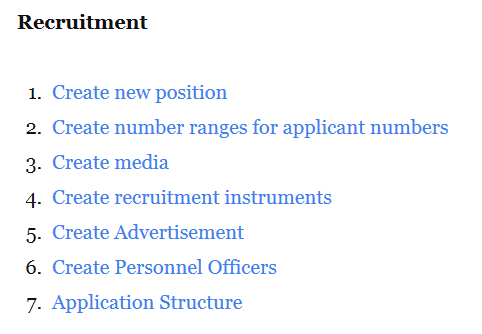 Recruitment
1. Create new position
2. Create number ranges for applicant numbers
3. Create media
4. Create recruitment instruments
5. Create Advertisement
6. Create Personnel Officers
7. Application Structure